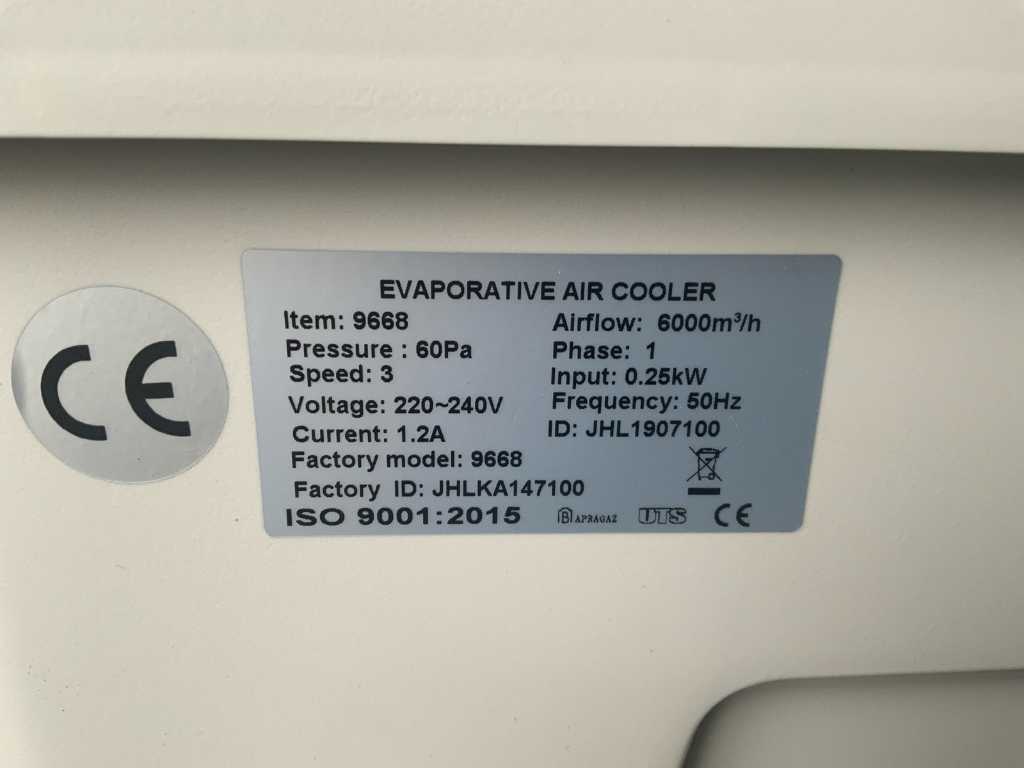 CE
EVAPORATIVE AIR COOLER
Item: 9668
Airflow: 6000m³/h
Pressure : 60Pa
Phase: 1
Speed: 3
Input: 0.25kW
Voltage: 220~240V
Frequency: 50Hz
Current: 1.2A
ID: JHL1907100
Factory model: 9668
Factory ID: JHLKA147100
ISO 9001:2015 B APRAGAZ UTS CE